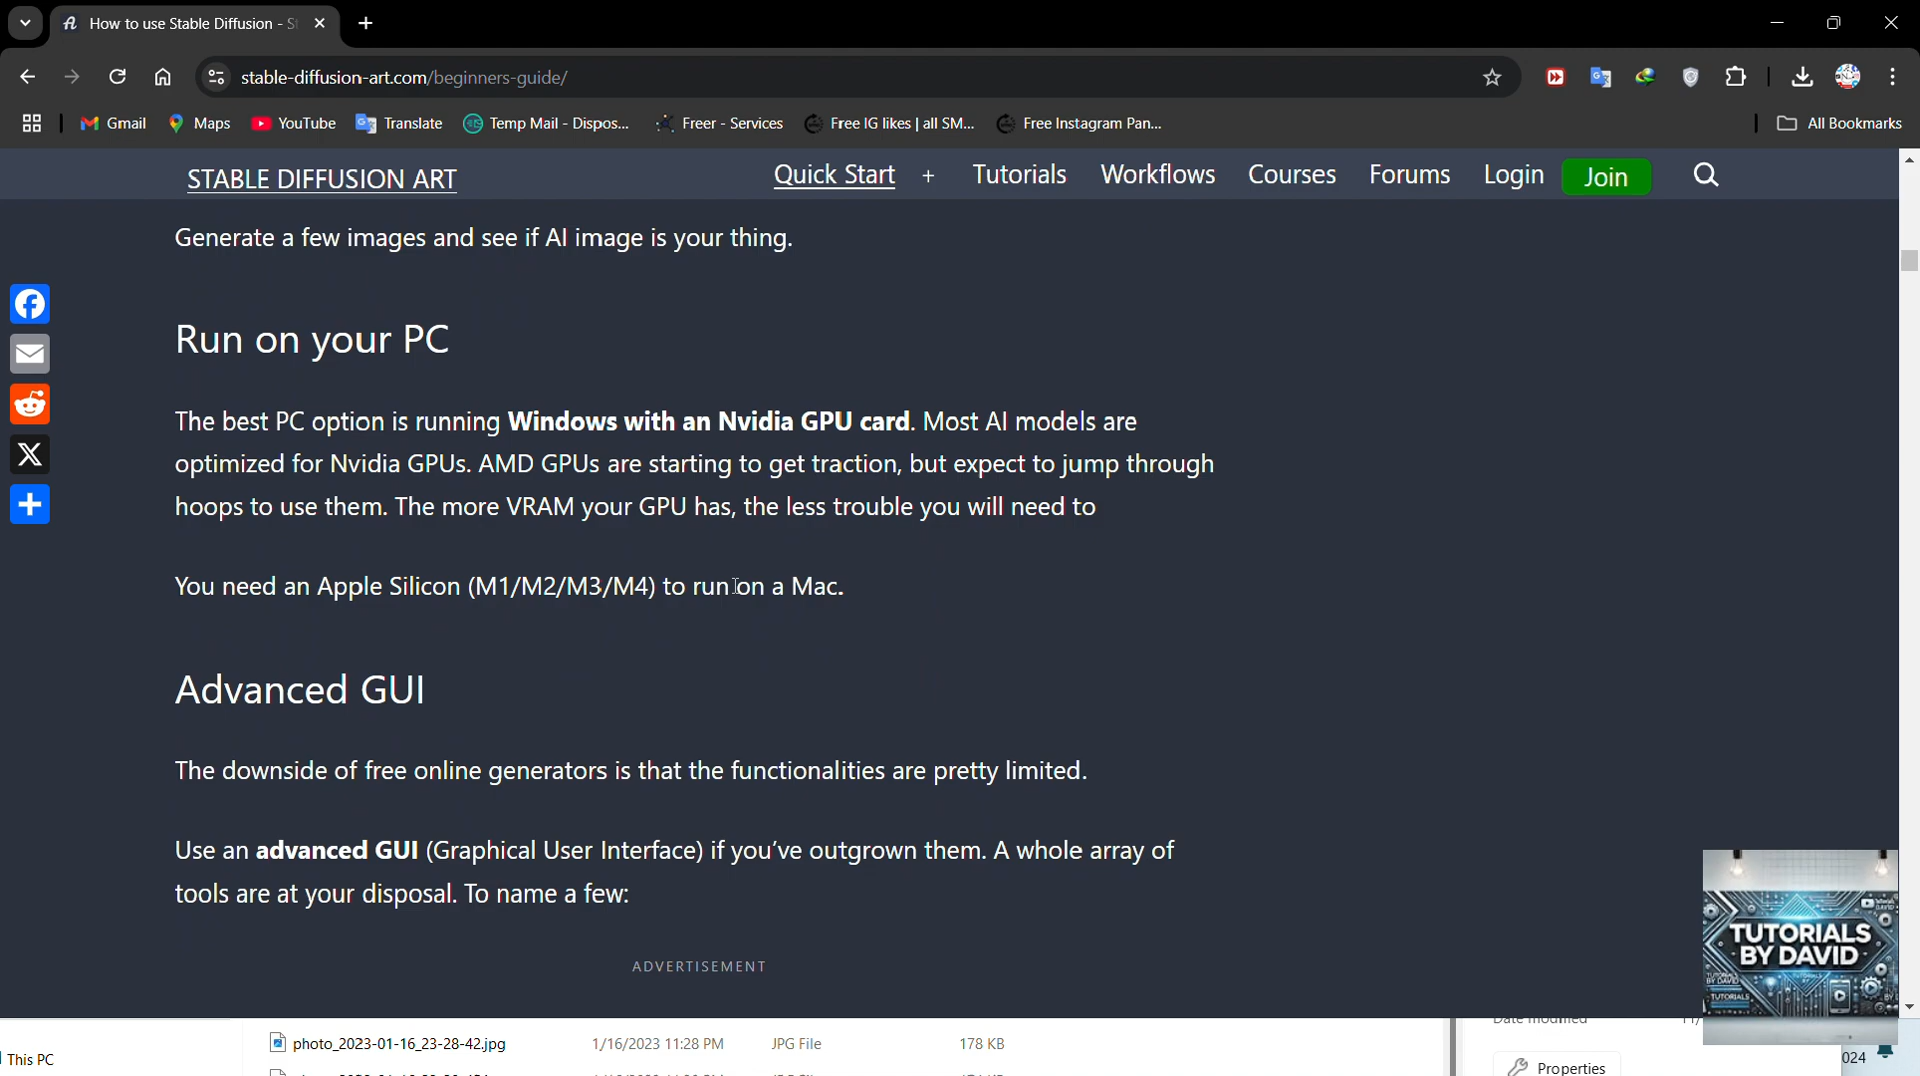 How to use Stable Diffusion - St
stable-diffusion-art.com/beginners-guide/
Gmail
Maps
YouTube
Translate
Temp Mail - Dispos...
Freer - Services
Free IG likes | all SM...
Free Instagram Pan...
All Bookmarks
STABLE DIFFUSION ART
Quick Start +
Tutorials
Workflows
Courses
Forums
Login
Join
Generate a few images and see if AI image is your thing.
Run on your PC
The best PC option is running Windows with an Nvidia GPU card. Most AI models are
optimized for Nvidia GPUs. AMD GPUs are starting to get traction, but expect to jump through
hoops to use them. The more VRAM your GPU has, the less trouble you will need to
You need an Apple Silicon (M1/M2/M3/M4) to run on a Mac.
Advanced GUI
The downside of free online generators is that the functionalities are pretty limited.
Use an advanced GUI (Graphical User Interface) if you’ve outgrown them. A whole array of
tools are at your disposal. To name a few:
ADVERTISEMENT
TUTORIALS
BY DAVID
TUTORIALS
This PC
photo_2023-01-16_23-28-42.jpg 1/16/2023 11:28 PM JPG File 178 KB
Date modified
024
Properties